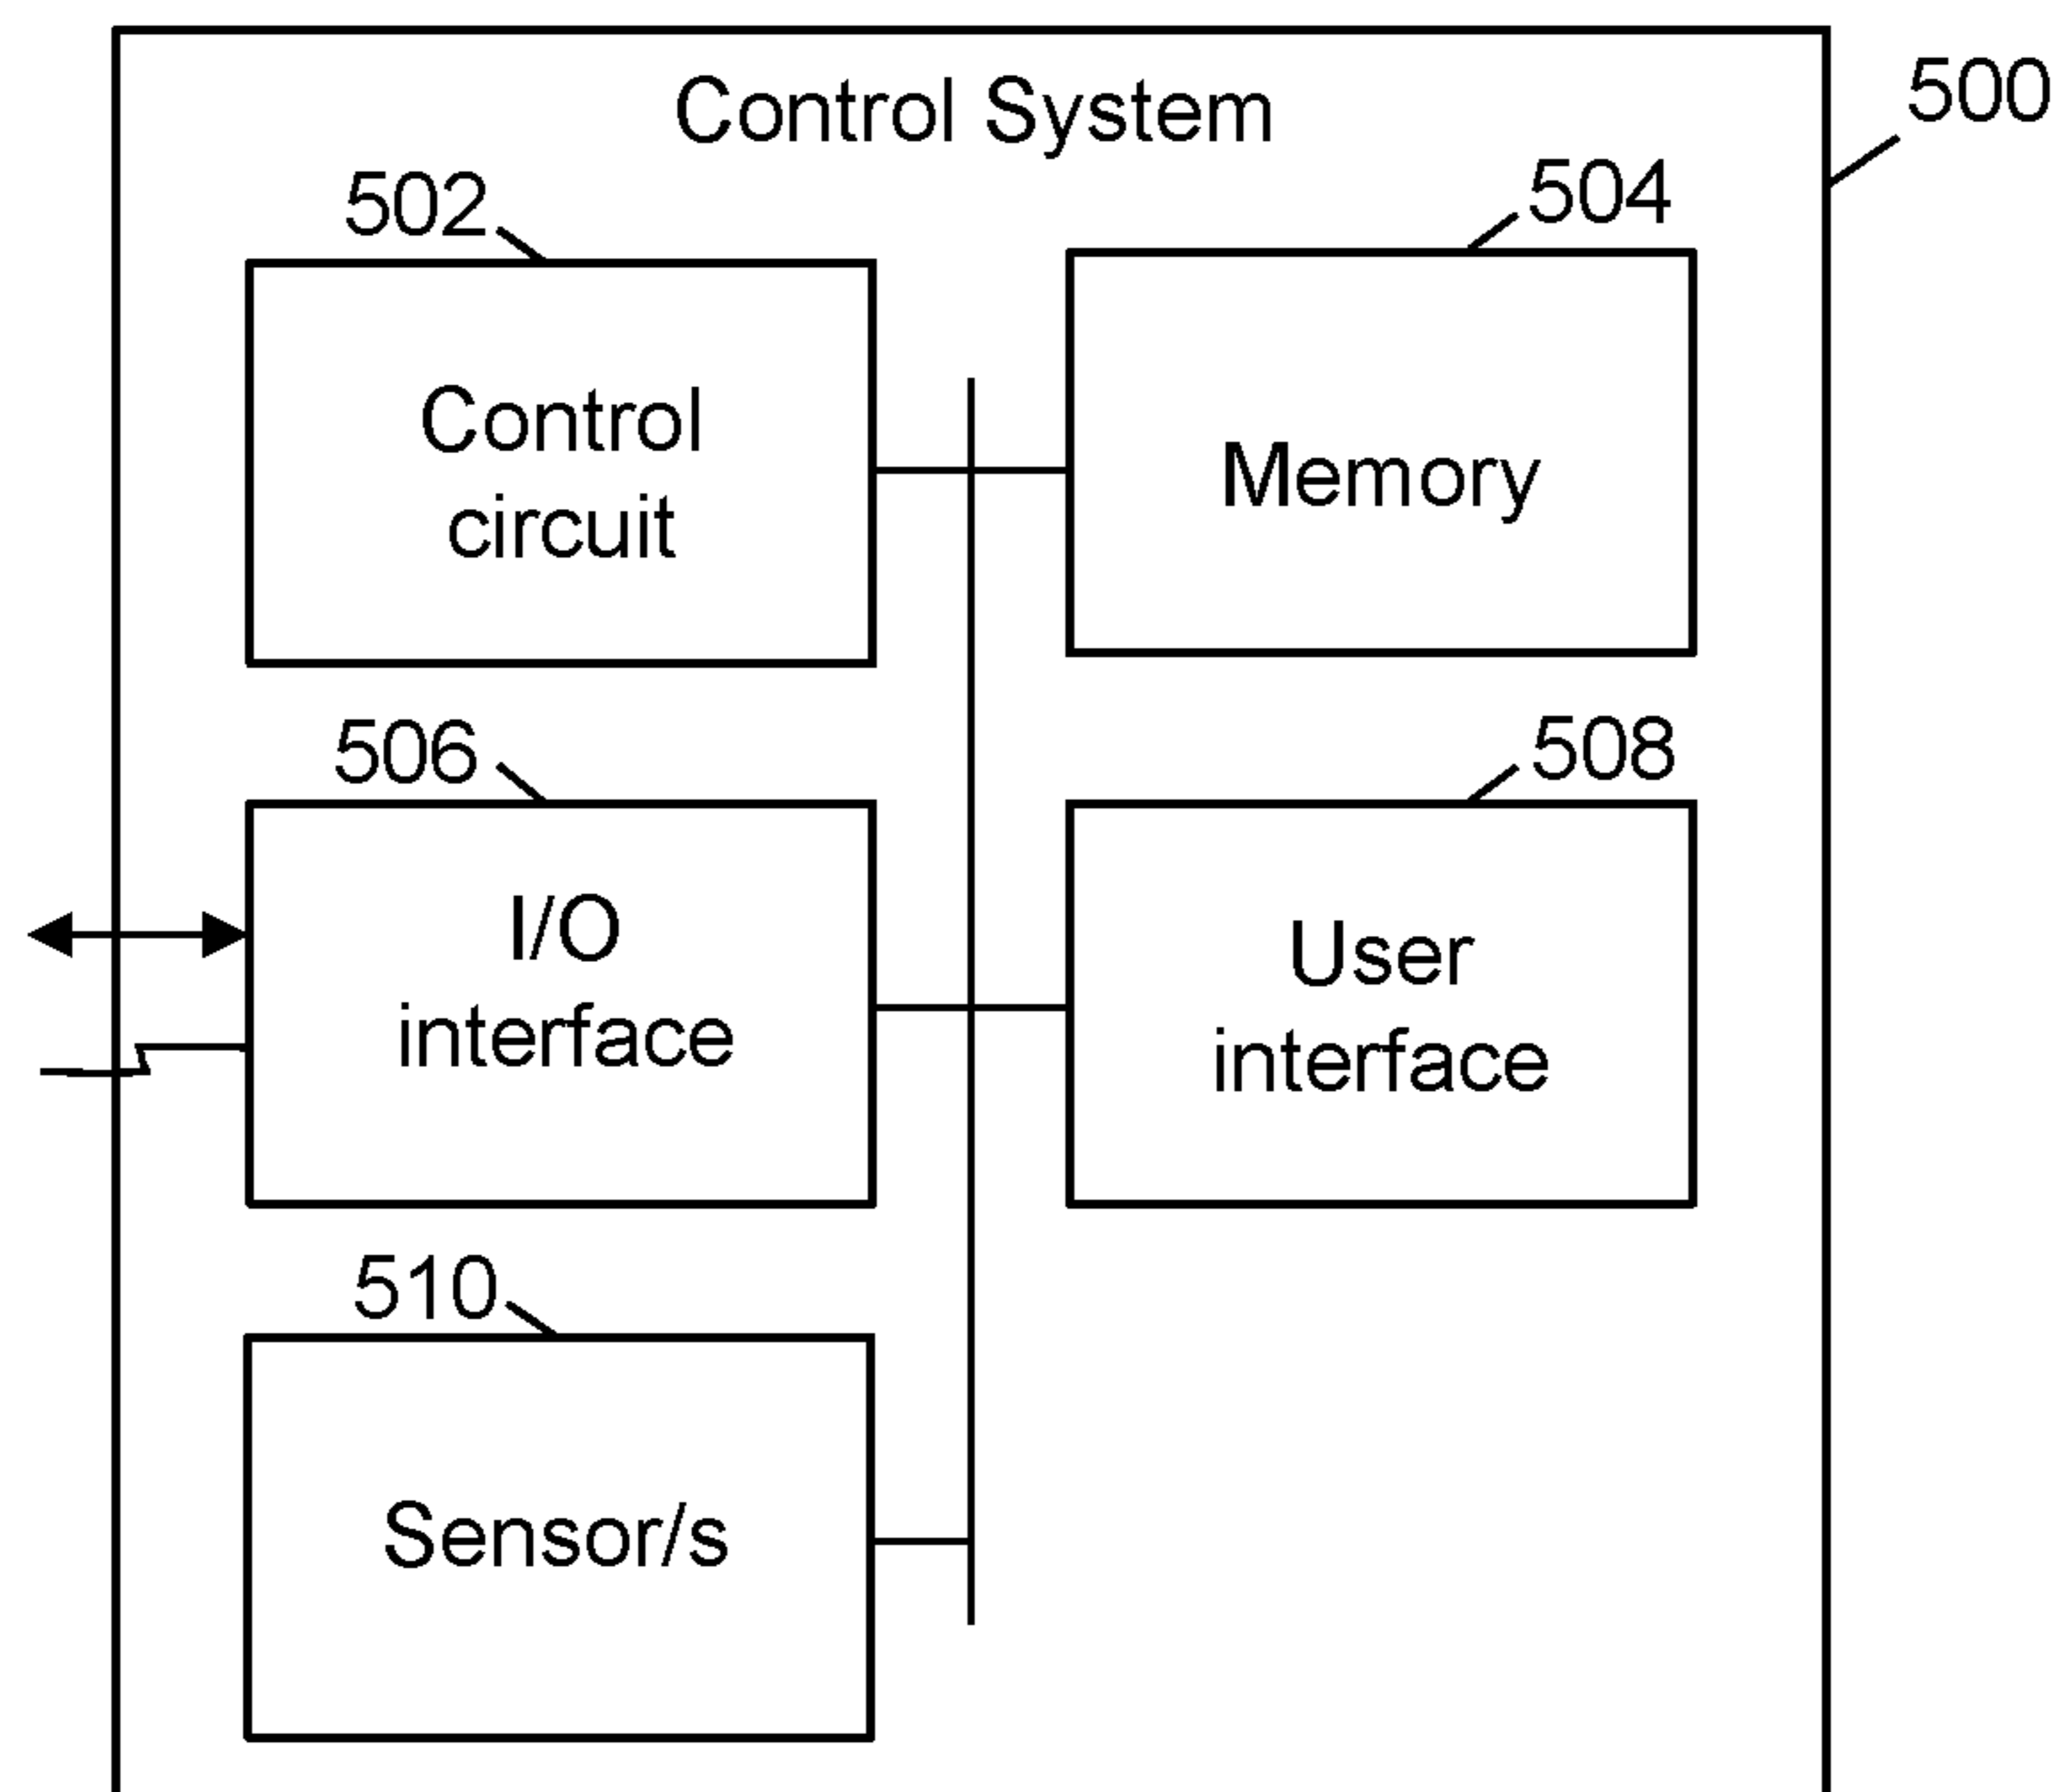 Control System
500
502
504
Control
circuit
Memory
506
508
I/O
interface
User
interface
510
Sensor/s